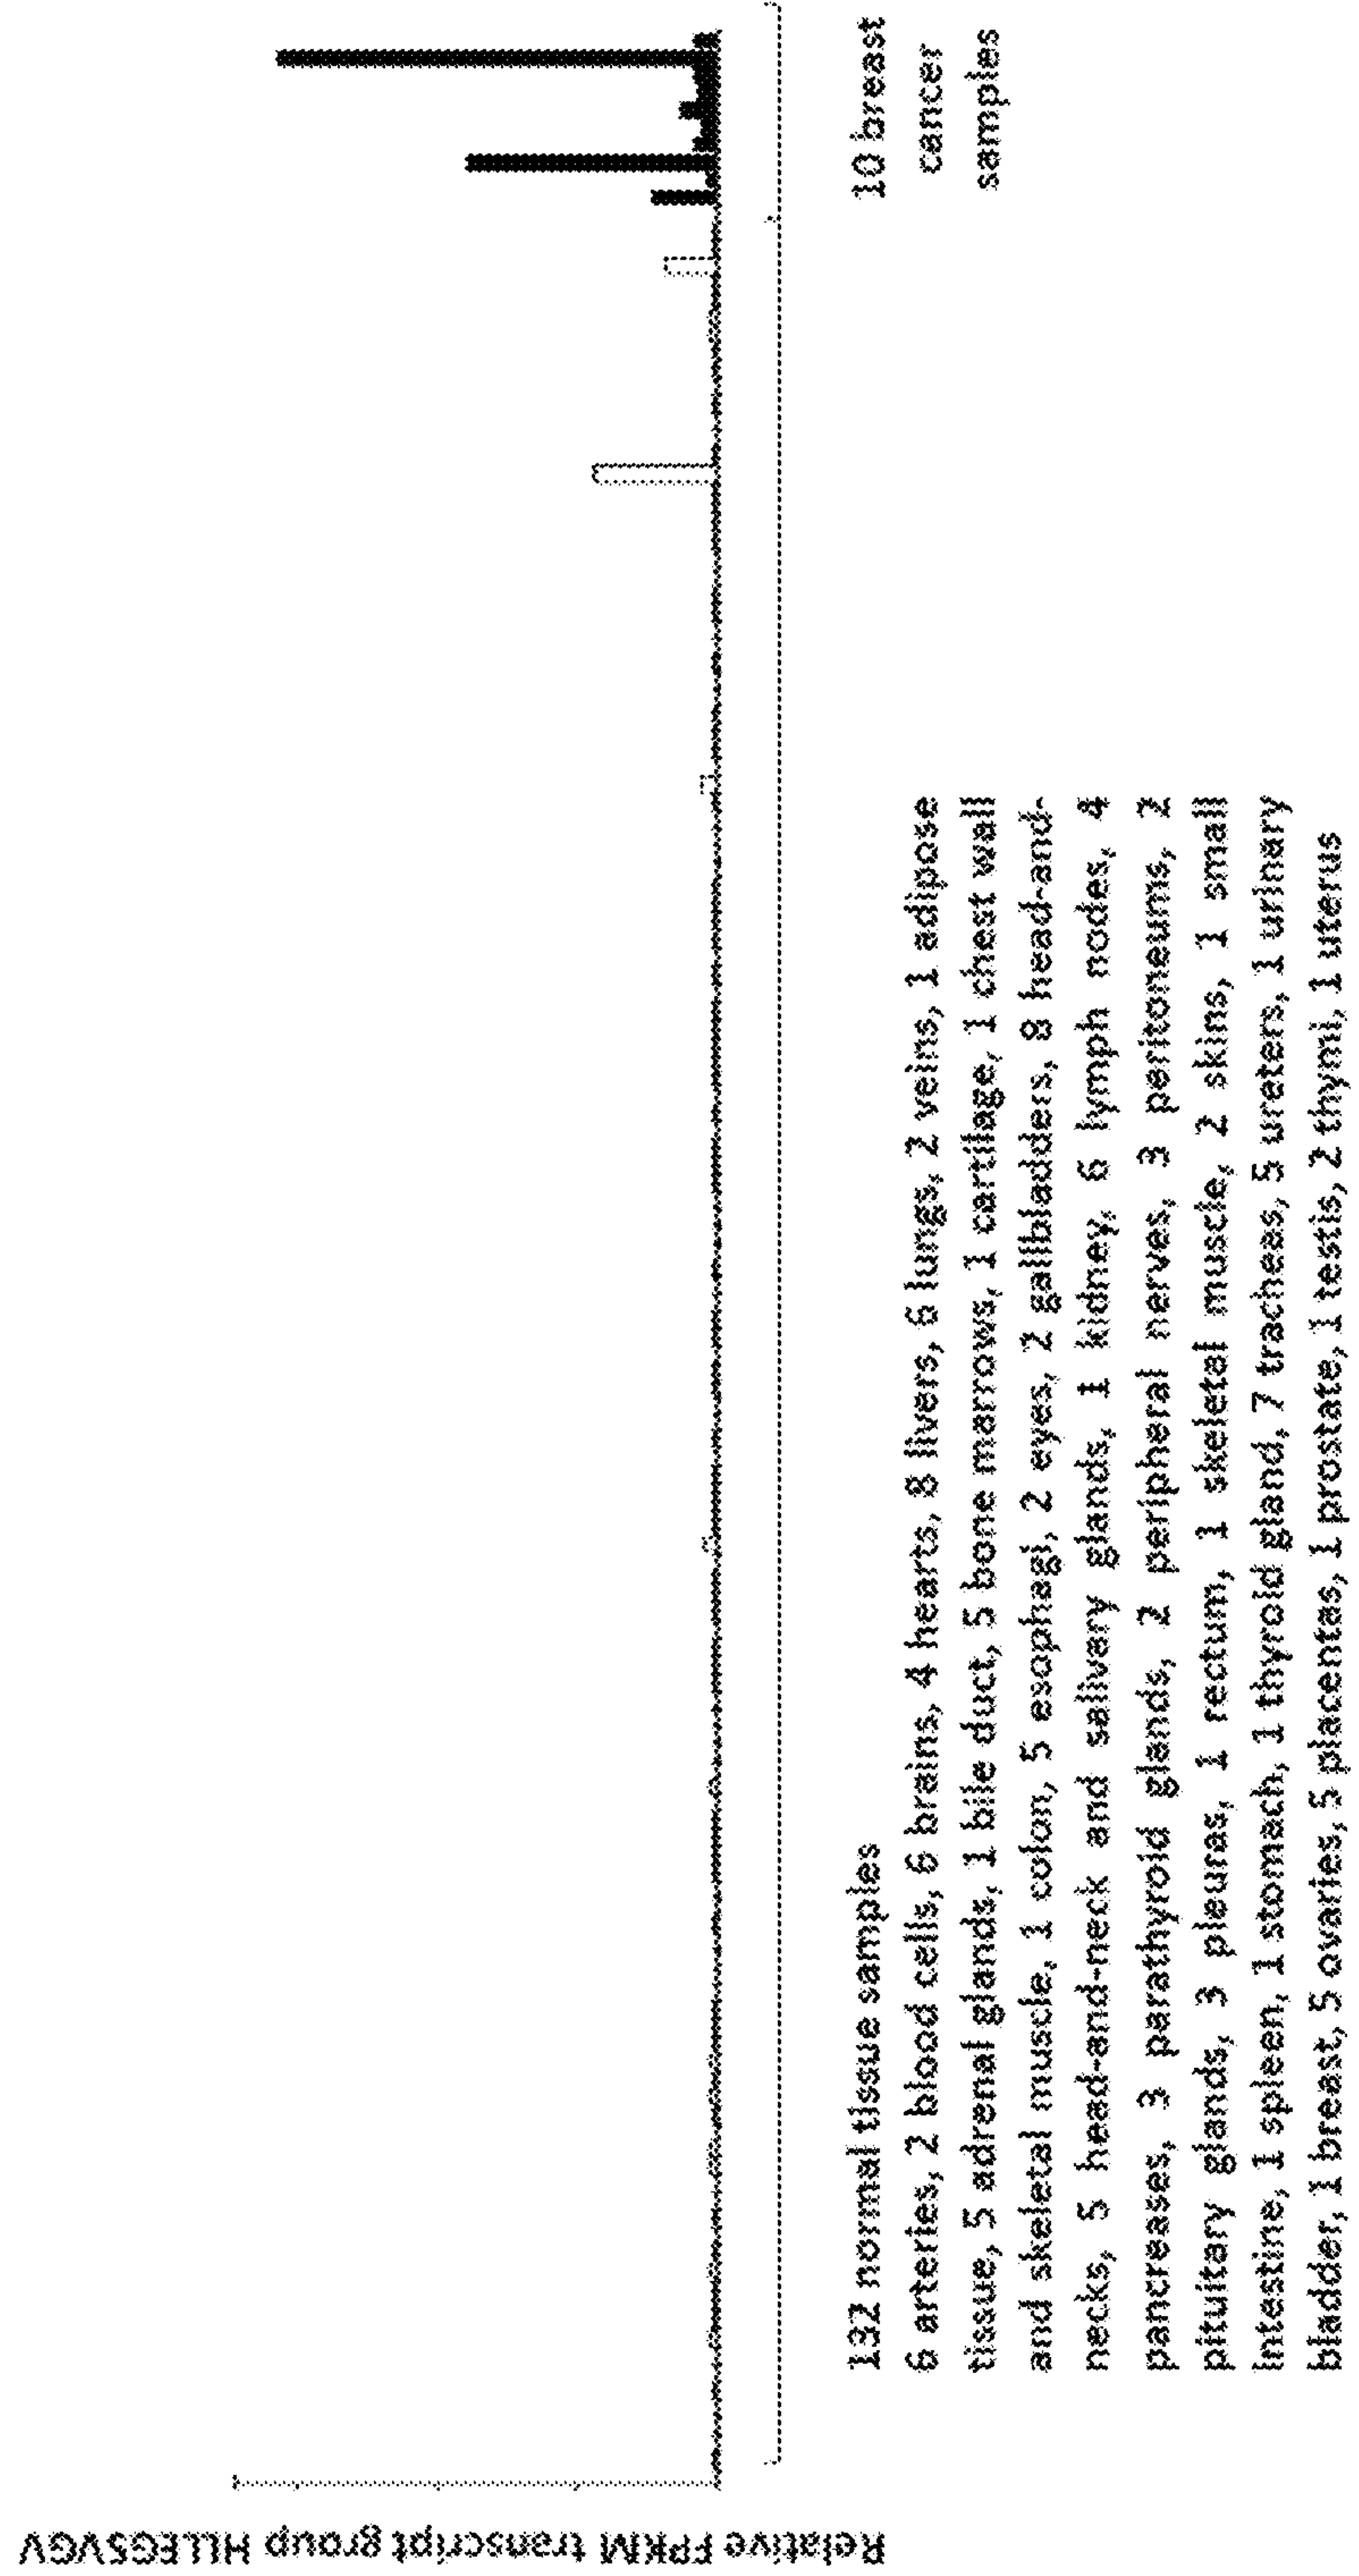 Relative FPKM transcript group HLLEGSVGV
132 normal tissue samples
6 arteries, 2 blood cells, 6 brains, 4 hearts, 8 livers, 6 lungs, 2 veins, 1 adipose
tissue, 5 adrenal glands, 1 bile duct, 5 bone marrows, 1 cartilage, 1 chest wall
and skeletal muscle, 1 colon, 5 esophagi, 2 eyes, 2 gallbladders, 8 head-and-
necks, 5 head-and-neck and salivary glands, 1 kidney, 6 lymph nodes, 4
pancreases, 3 parathyroid glands, 2 peripheral nerves, 3 peritoneums, 2
pituitary glands, 3 pleuras, 1 rectum, 1 skeletal muscle, 2 skins, 1 small
intestine, 1 spleen, 1 stomach, 1 thyroid gland, 7 tracheas, 5 ureters, 1 urinary
bladder, 1 breast, 5 ovaries, 5 placentas, 1 prostate, 1 testis, 2 thymi, 1 uterus
10 breast
cancer
samples